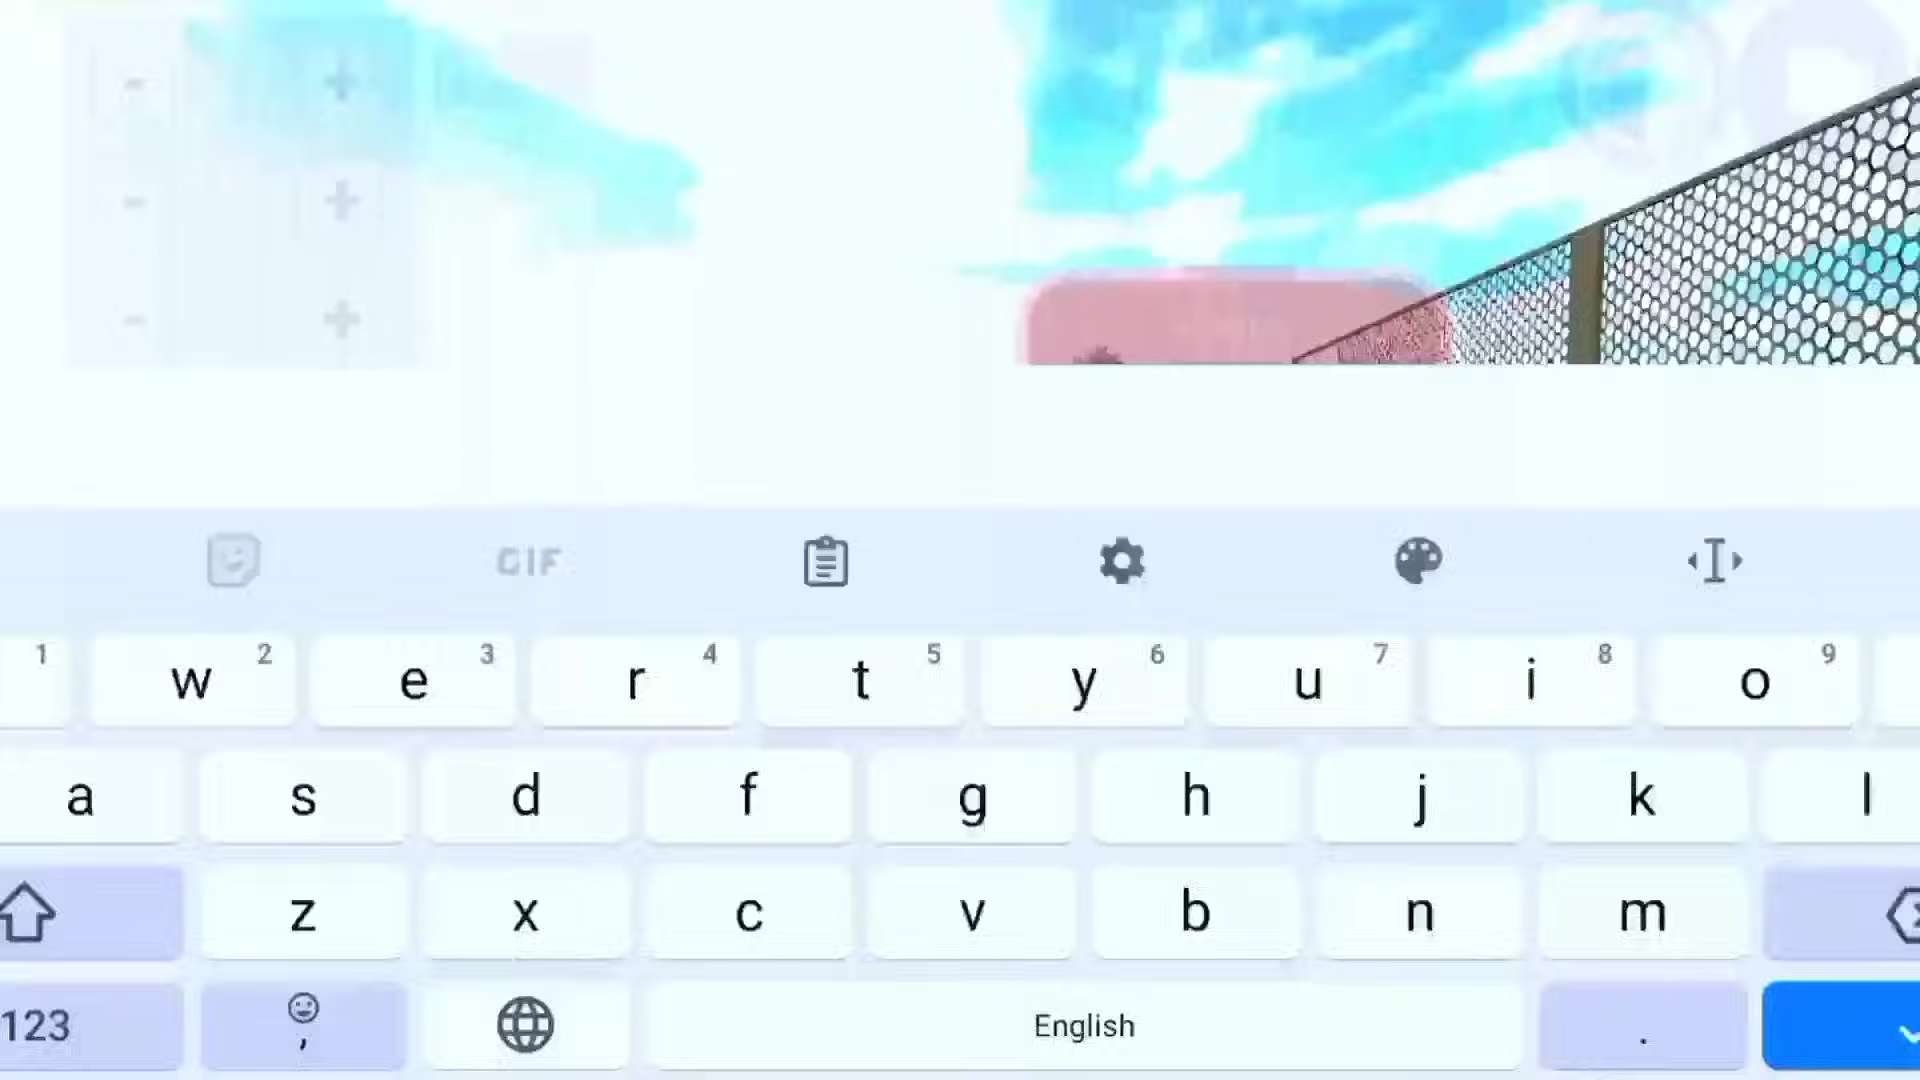 - +
- +
- +
GIF
1 2 3 4 5 6 7 8 9
w e r t y u i o
a s d f g h j k l
z x c v b n m
123 , English .